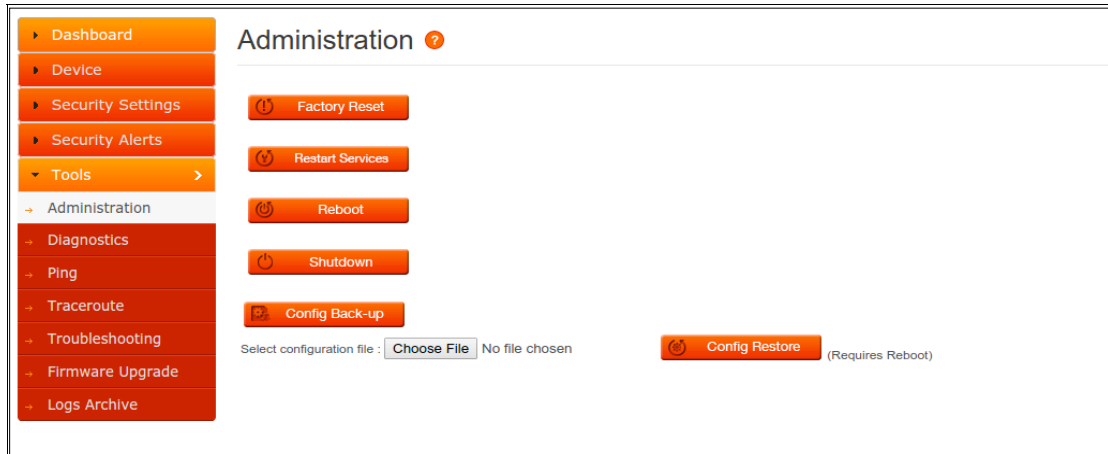 Dashboard
Device
Security Settings
Security Alerts
Tools
Administration
Diagnostics
Ping
Traceroute
Troubleshooting
Firmware Upgrade
Logs Archive
Administration ?
Factory Reset
Restart Services
Reboot
Shutdown
Config Back-up
Select configuration file : Choose File No file chosen Config Restore (Requires Reboot)